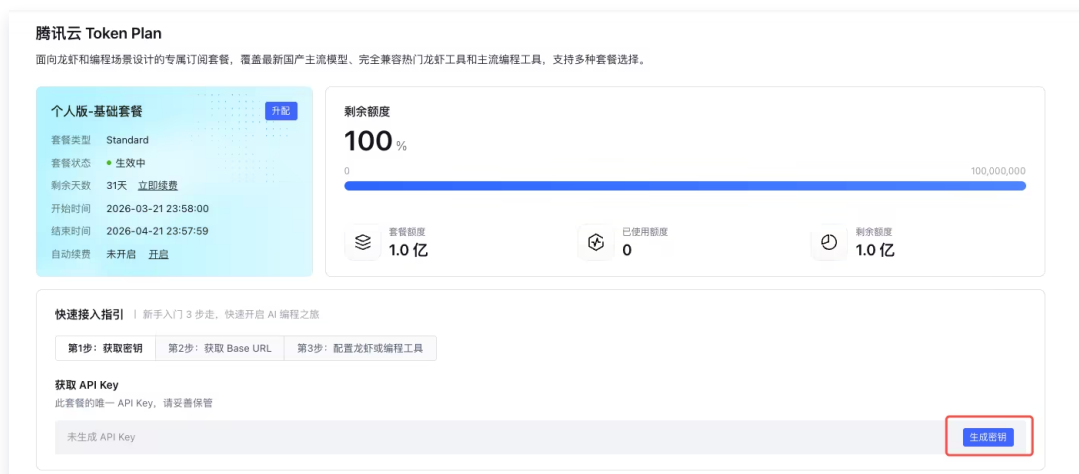 腾讯云 Token Plan
面向龙虾和编程场景设计的专属订阅套餐，覆盖最新国产主流模型、完全兼容热门龙虾工具和主流编程工具，支持多种套餐选择。
个人版-基础套餐 升配
套餐类型 Standard
套餐状态 生效中
剩余天数 31天 立即续费
开始时间 2026-03-21 23:58:00
结束时间 2026-04-21 23:57:59
自动续费 未开启 开启
剩余额度
100 %
0 100,000,000
套餐额度
1.0 亿
已使用额度
0
剩余额度
1.0 亿
快速接入指引 | 新手入门 3 步走，快速开启 AI 编程之旅
第1步：获取密钥 第2步：获取 Base URL 第3步：配置龙虾或编程工具
获取 API Key
此套餐的唯一 API Key，请妥善保管
未生成 API Key 生成密钥